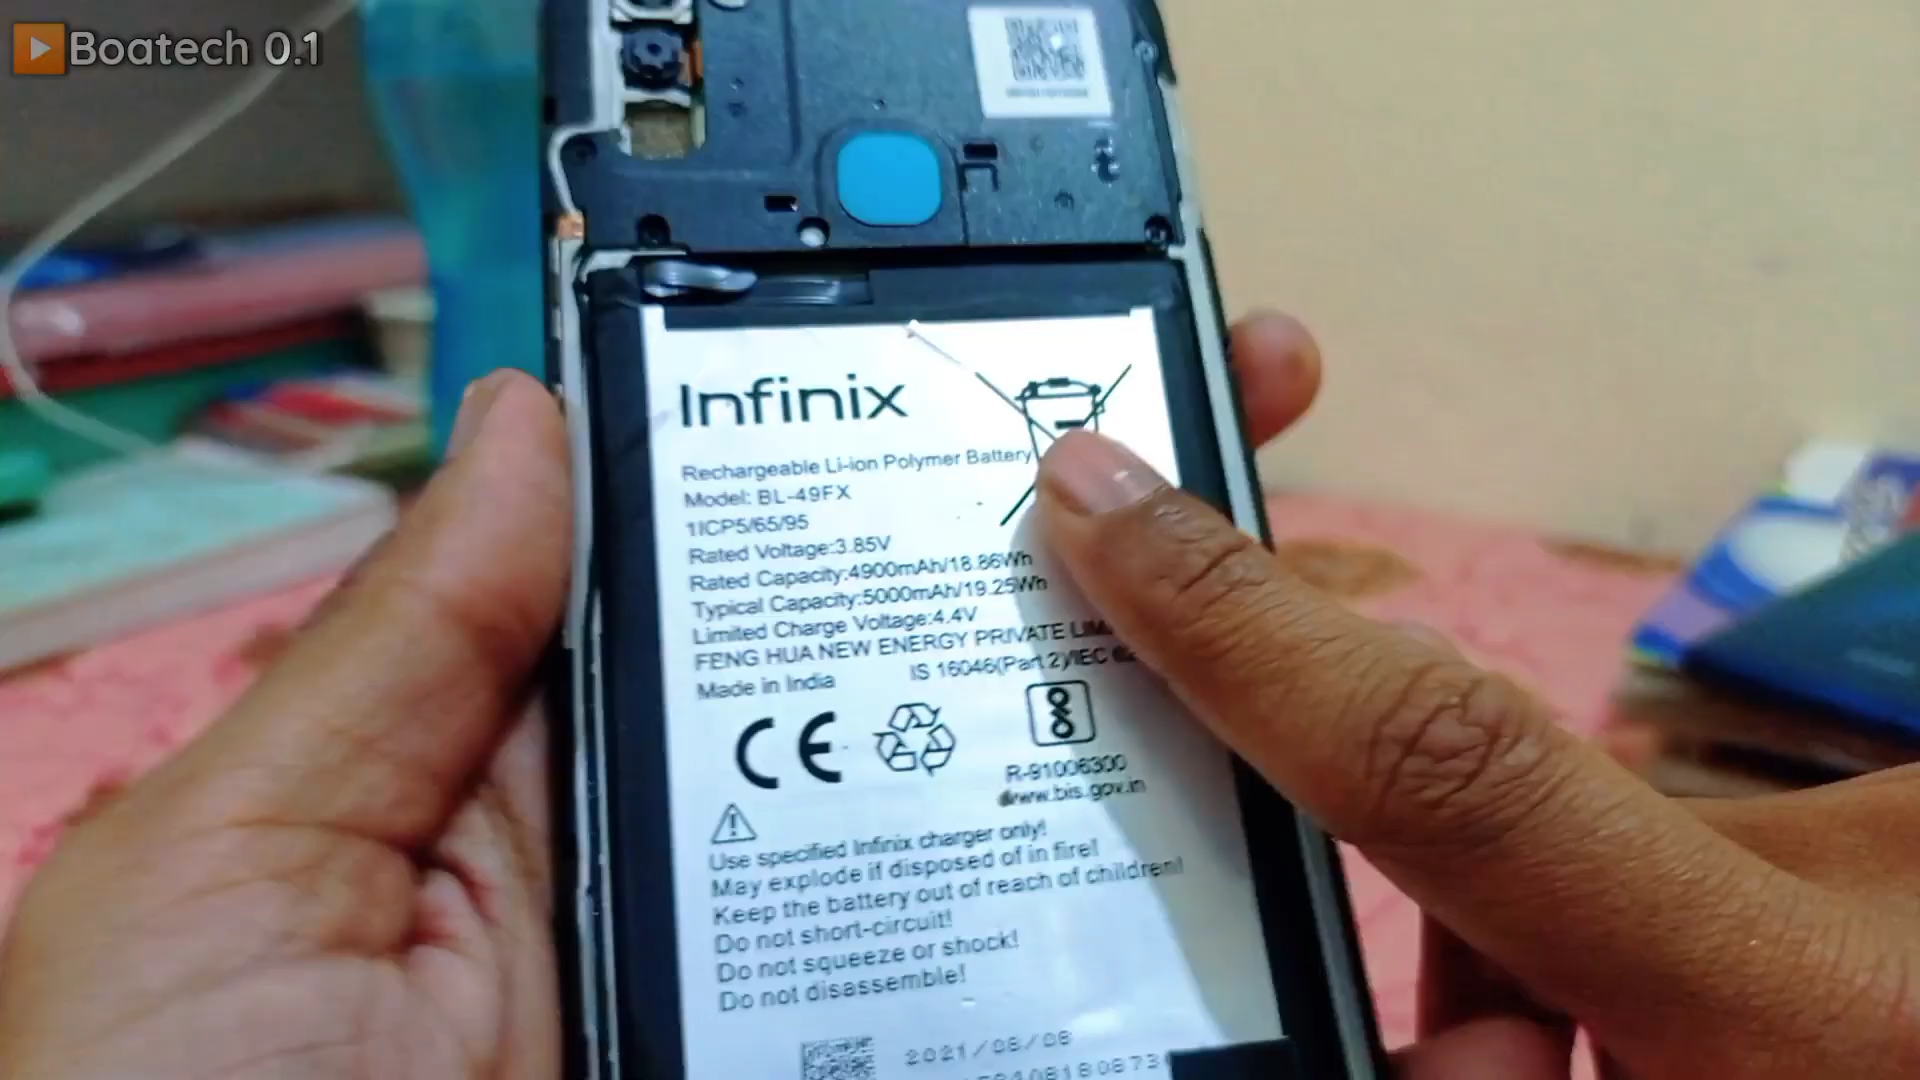 Boatech 0.1
Infinix
Rechargeable Li-ion Polymer Battery
Model: BL-49FX
1ICP5/65/95
Rated Voltage:3.85V
Rated Capacity:4900mAh/18.86Wh
Typical Capacity:5000mAh/19.25Wh
Limited Charge Voltage:4.4V
FENG HUA NEW ENERGY PRIVATE
Made in India
IS 16046(Part 2)/IEC
CE
R-91006300
www.bis.gov.in
Use specified Infinix charger only!
May explode if disposed of in fire!
Keep the battery out of reach of children!
Do not short-circuit!
Do not squeeze or shock!
Do not disassemble!
2021/08/08